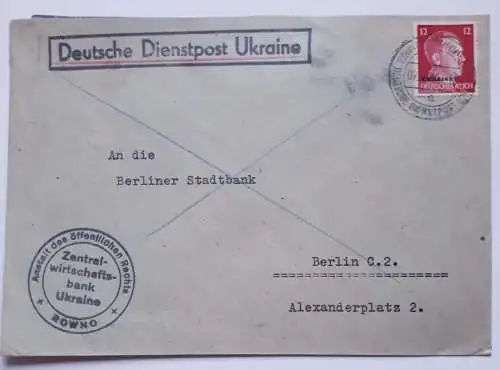 Deutsche Dienstpost Ukraine
12 12
UKRAINE
DEUTSCHES REICH
An die
Berliner Stadtbank
Anstalt des öffentlichen Rechts
Zentral-
wirtschafts-
bank
Ukraine
ROWNO
Berlin C.2.
====================
Alexanderplatz 2.